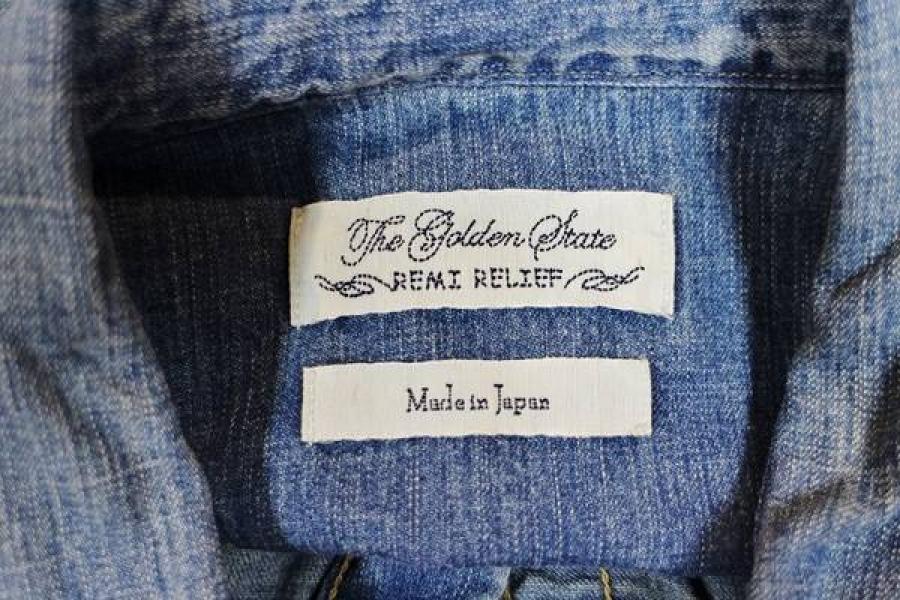 The Golden State
REMI RELIEF
Made in Japan